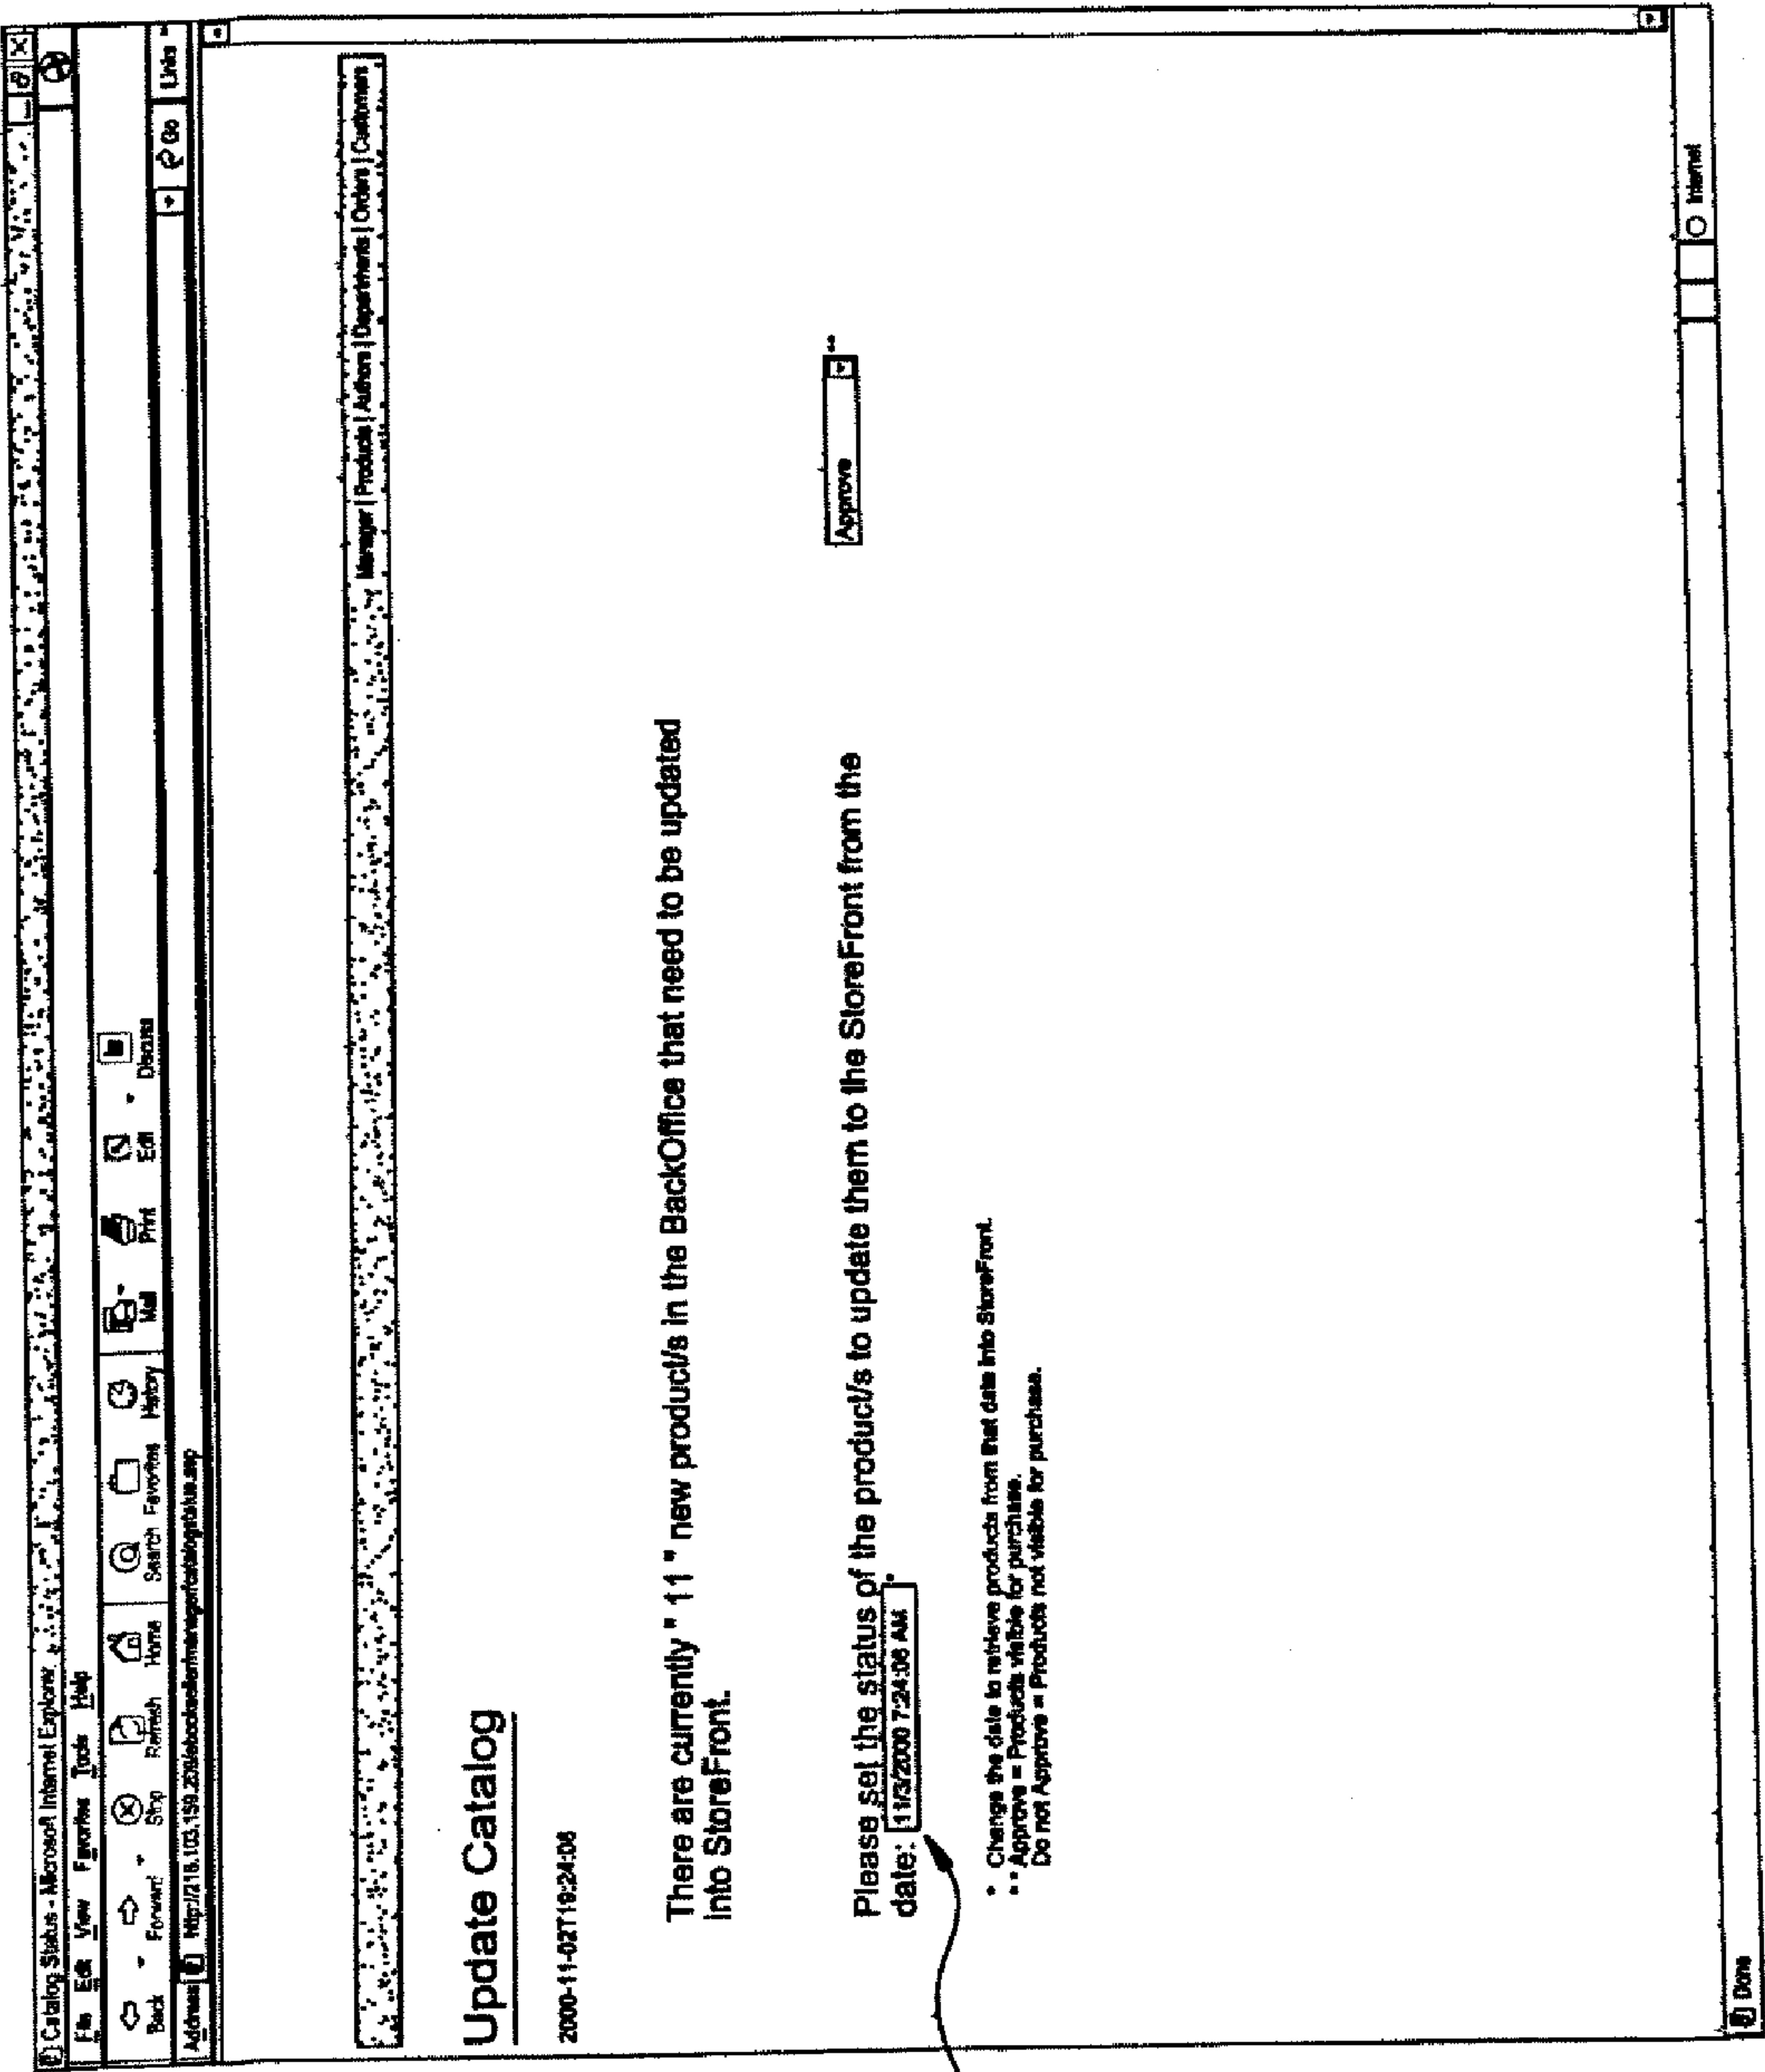 Catalog Status - Microsoft Internet Explorer
File Edit View Favorites Tools Help
Back Forward Stop Refresh Home Search Favorites History Mail Print Edit Discuss
Address Go Links
Manager | Products | Authors | Departments | Orders | Customers
Update Catalog
2000-11-02T19:24:06
There are currently " 11 " new product/s in the BackOffice that need to be updated
into StoreFront.
Please set the status of the product/s to update them to the StoreFront from the
date: 11/3/2000 7:24:06 AM * Approve **
* Change the date to retrieve products from that date into StoreFront.
** Approve = Products visible for purchase.
Do not Approve = Products not visible for purchase.
Done Internet